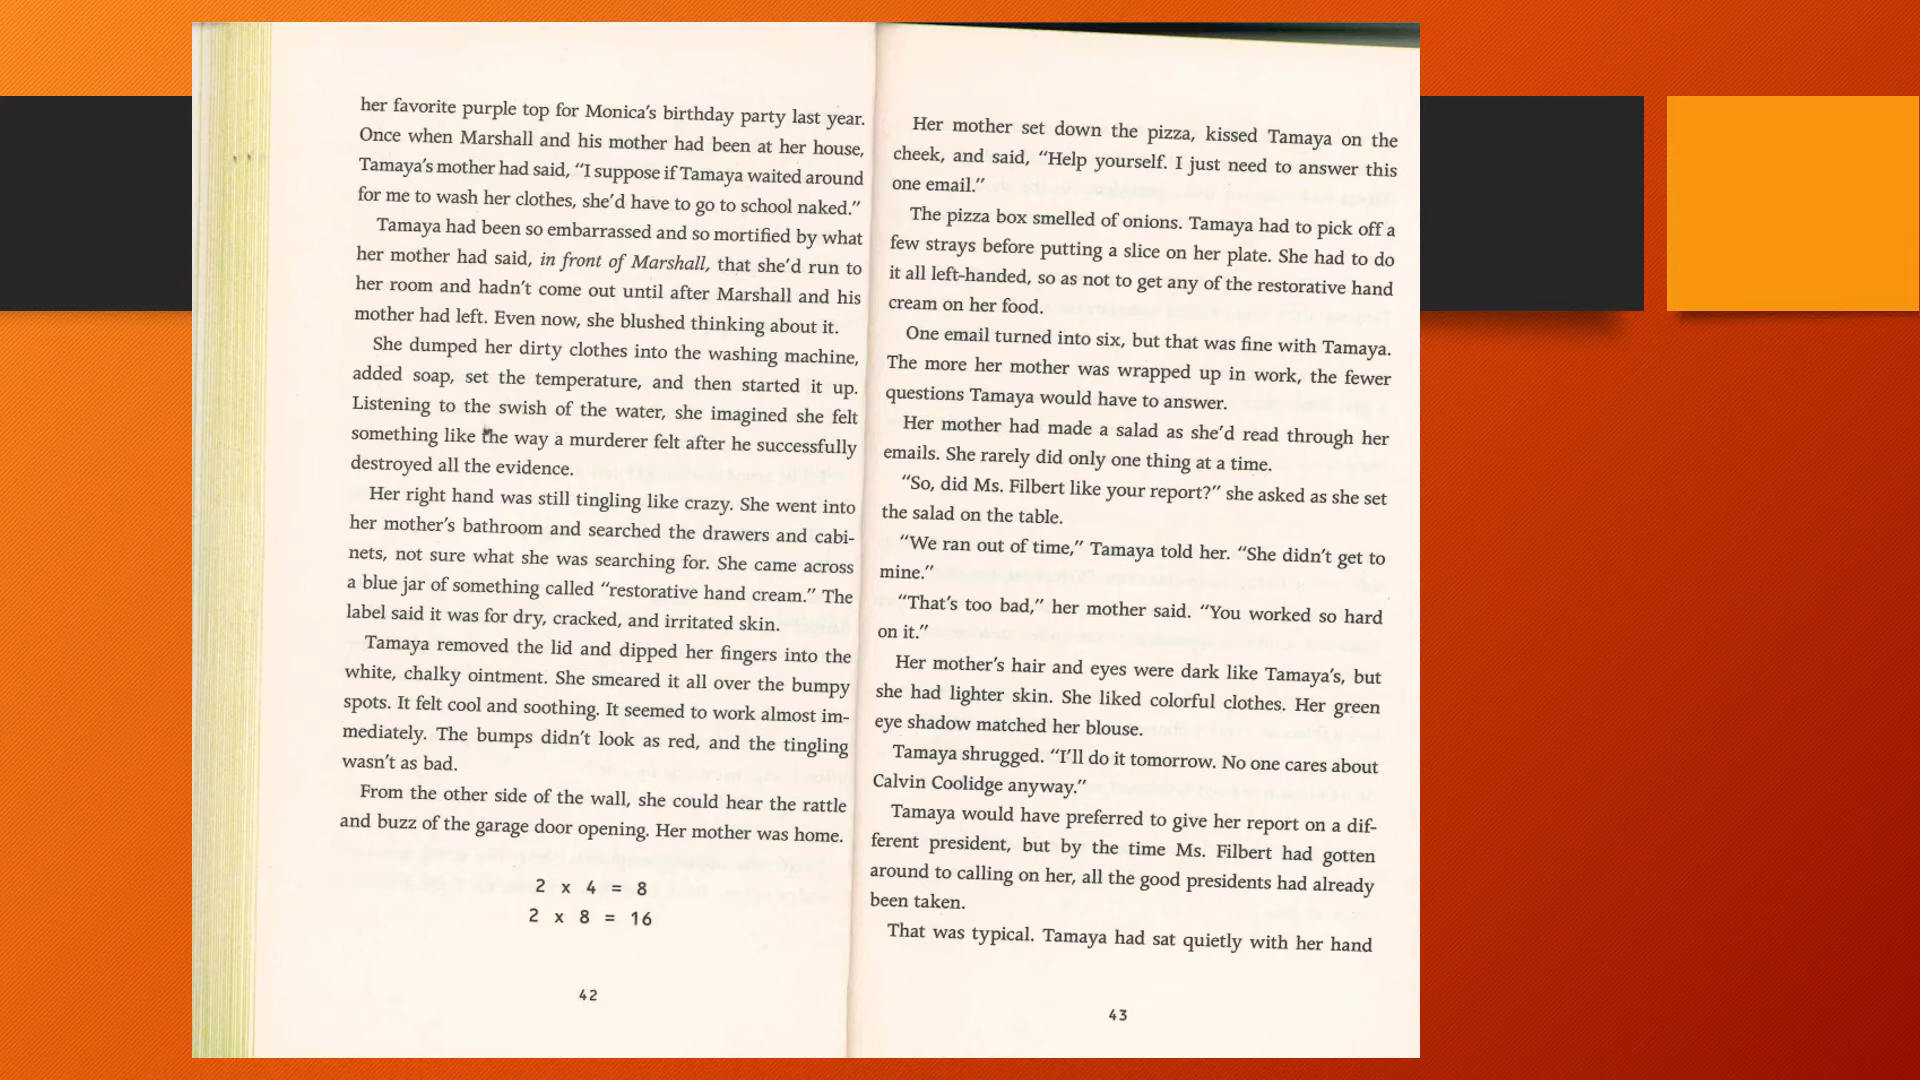 her favorite purple top for Monica's birthday party last year.
Once when Marshall and his mother had been at her house,
Tamaya's mother had said, “I suppose if Tamaya waited around
for me to wash her clothes, she'd have to go to school naked.”
Tamaya had been so embarrassed and so mortified by what
her mother had said, in front of Marshall, that she'd run to
her room and hadn't come out until after Marshall and his
mother had left. Even now, she blushed thinking about it.
She dumped her dirty clothes into the washing machine,
added soap, set the temperature, and then started it up.
Listening to the swish of the water, she imagined she felt
something like the way a murderer felt after he successfully
destroyed all the evidence.
Her right hand was still tingling like crazy. She went into
her mother's bathroom and searched the drawers and cabi-
nets, not sure what she was searching for. She came across
a blue jar of something called “restorative hand cream.” The
label said it was for dry, cracked, and irritated skin.
Tamaya removed the lid and dipped her fingers into the
white, chalky ointment. She smeared it all over the bumpy
spots. It felt cool and soothing. It seemed to work almost im-
mediately. The bumps didn't look as red, and the tingling
wasn't as bad.
From the other side of the wall, she could hear the rattle
and buzz of the garage door opening. Her mother was home.
2 x 4 = 8
2 x 8 = 16
42
Her mother set down the pizza, kissed Tamaya on the
cheek, and said, “Help yourself. I just need to answer this
one email.”
The pizza box smelled of onions. Tamaya had to pick off a
few strays before putting a slice on her plate. She had to do
it all left-handed, so as not to get any of the restorative hand
cream on her food.
One email turned into six, but that was fine with Tamaya.
The more her mother was wrapped up in work, the fewer
questions Tamaya would have to answer.
Her mother had made a salad as she'd read through her
emails. She rarely did only one thing at a time.
“So, did Ms. Filbert like your report?” she asked as she set
the salad on the table.
“We ran out of time,” Tamaya told her. “She didn't get to
mine.”
“That's too bad,” her mother said. “You worked so hard
on it.”
Her mother's hair and eyes were dark like Tamaya's, but
she had lighter skin. She liked colorful clothes. Her green
eye shadow matched her blouse.
Tamaya shrugged. “I'll do it tomorrow. No one cares about
Calvin Coolidge anyway.”
Tamaya would have preferred to give her report on a dif-
ferent president, but by the time Ms. Filbert had gotten
around to calling on her, all the good presidents had already
been taken.
That was typical. Tamaya had sat quietly with her hand
43